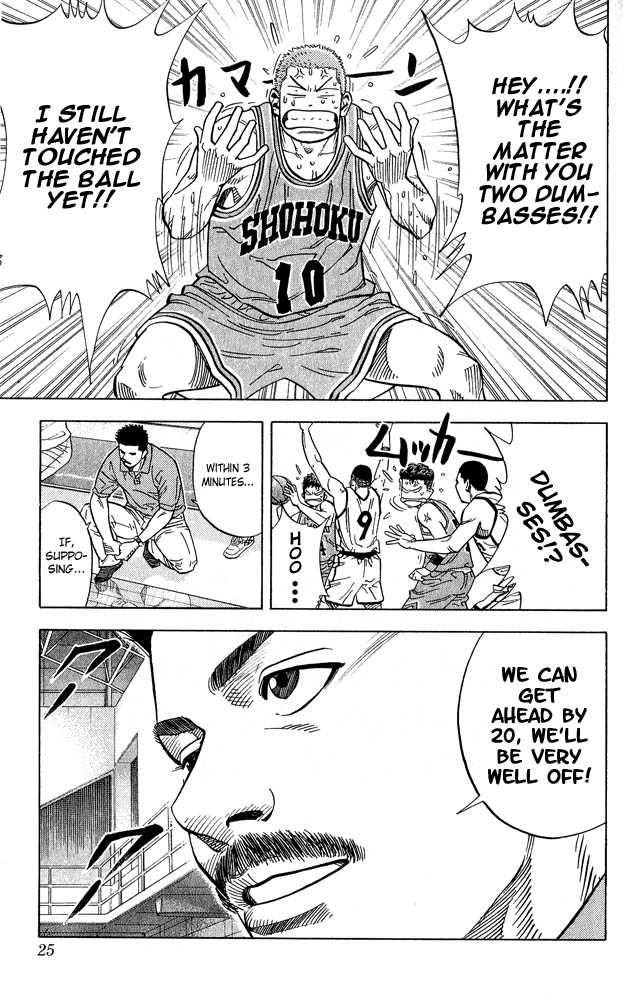 HEY....!!
WHAT'S
THE
MATTER
WITH YOU
TWO DUM-
BASSES!!
カマーーン
I STILL
HAVEN'T
TOUCHED
THE BALL
YET!!
SHOHOKU
10
DUMBAS-
SES!?
ムッカー
9
HOO...
WITHIN 3
MINUTES...
IF,
SUPPO-
SING...
WE CAN
GET
AHEAD BY
20, WE'LL
BE VERY
WELL OFF!
25